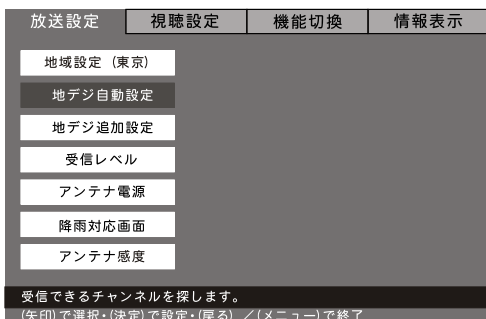 放送設定 視聴設定 機能切換 情報表示
地域設定（東京）
地デジ自動設定
地デジ追加設定
受信レベル
アンテナ電源
降雨対応画面
アンテナ感度
受信できるチャンネルを探します。
(矢印)で選択・(決定)で設定・(戻る)／(メニュー)で終了